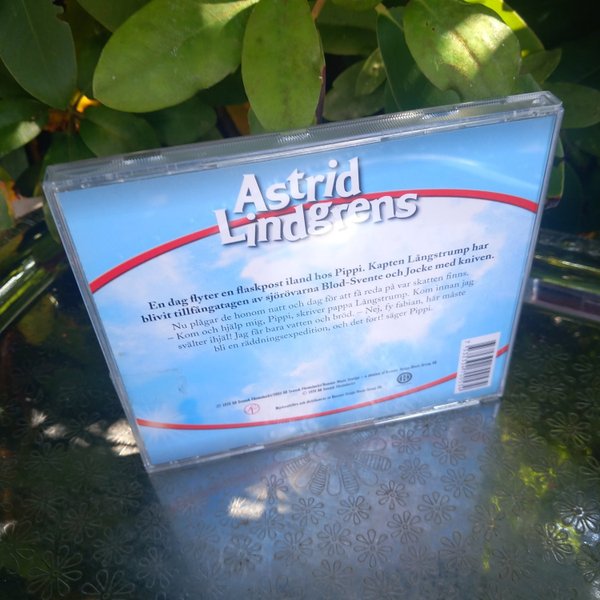 Astrid
Lindgrens
En dag flyter en flaskpost iland hos Pippi. Kapten Långstrump har
blivit tillfångatagen av sjörövarna Blod-Svente och Jocke med kniven.
Nu plågar de honom natt och dag för att få reda på var skatten finns.
– Kom och hjälp mig, Pippi, skriver pappa Långstrump. Kom innan jag
svälter ihjäl! Jag får bara vatten och bröd. – Nej, fy fabian, här måste
bli en räddningsexpedition, och det fort! säger Pippi.